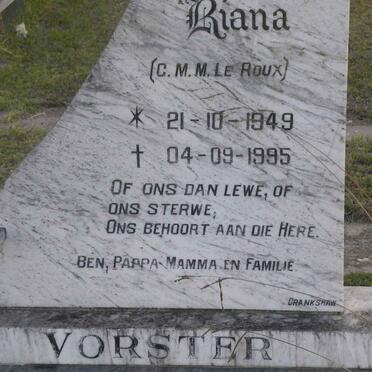 Riana
(C.M.M. LE ROUX)
* 21-10-1949
† 04-09-1995
OF ONS DAN LEWE, OF
ONS STERWE,
ONS BEHOORT AAN DIE HERE.
BEN, PAPPA MAMMA EN FAMILIE
CRANKSHAW
VORSTER